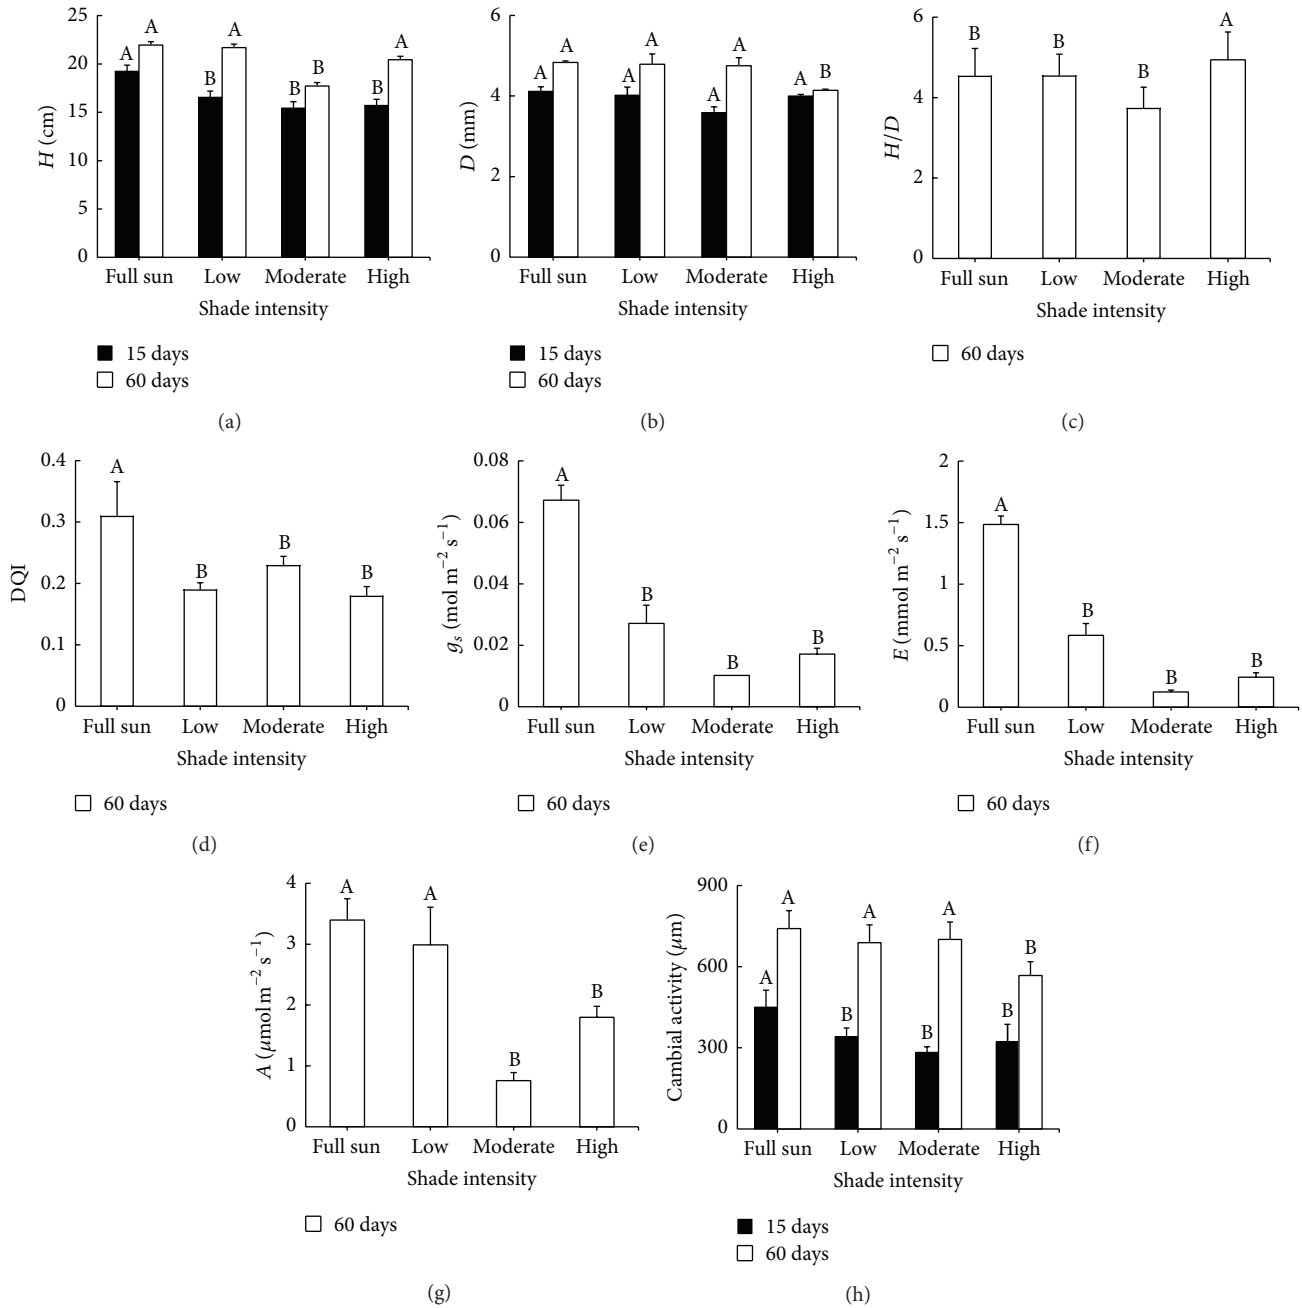 25
20
15
10
5
0
H (cm)
A A B A B B B A
Full sun Low Moderate High
Shade intensity
15 days
60 days
(a)
6
4
2
0
D (mm)
A A A A A A A B
Full sun Low Moderate High
Shade intensity
15 days
60 days
(b)
6
4
2
0
H/D
B B B A
Full sun Low Moderate High
Shade intensity
60 days
(c)
0.4
0.3
0.2
0.1
0
DQI
A B B B
Full sun Low Moderate High
Shade intensity
60 days
(d)
0.08
0.06
0.04
0.02
0
gₛ (mol m⁻² s⁻¹)
A B B B
Full sun Low Moderate High
Shade intensity
60 days
(e)
2
1.5
1
0.5
0
E (mmol m⁻² s⁻¹)
A B B B
Full sun Low Moderate High
Shade intensity
60 days
(f)
4
3
2
1
0
A (μmol m⁻² s⁻¹)
A A B B
Full sun Low Moderate High
Shade intensity
60 days
(g)
900
600
300
0
Cambial activity (μm)
A A B A B A B B
Full sun Low Moderate High
Shade intensity
15 days
60 days
(h)